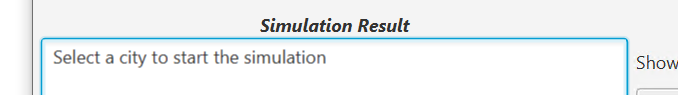 Simulation Result
Select a city to start the simulation
Show